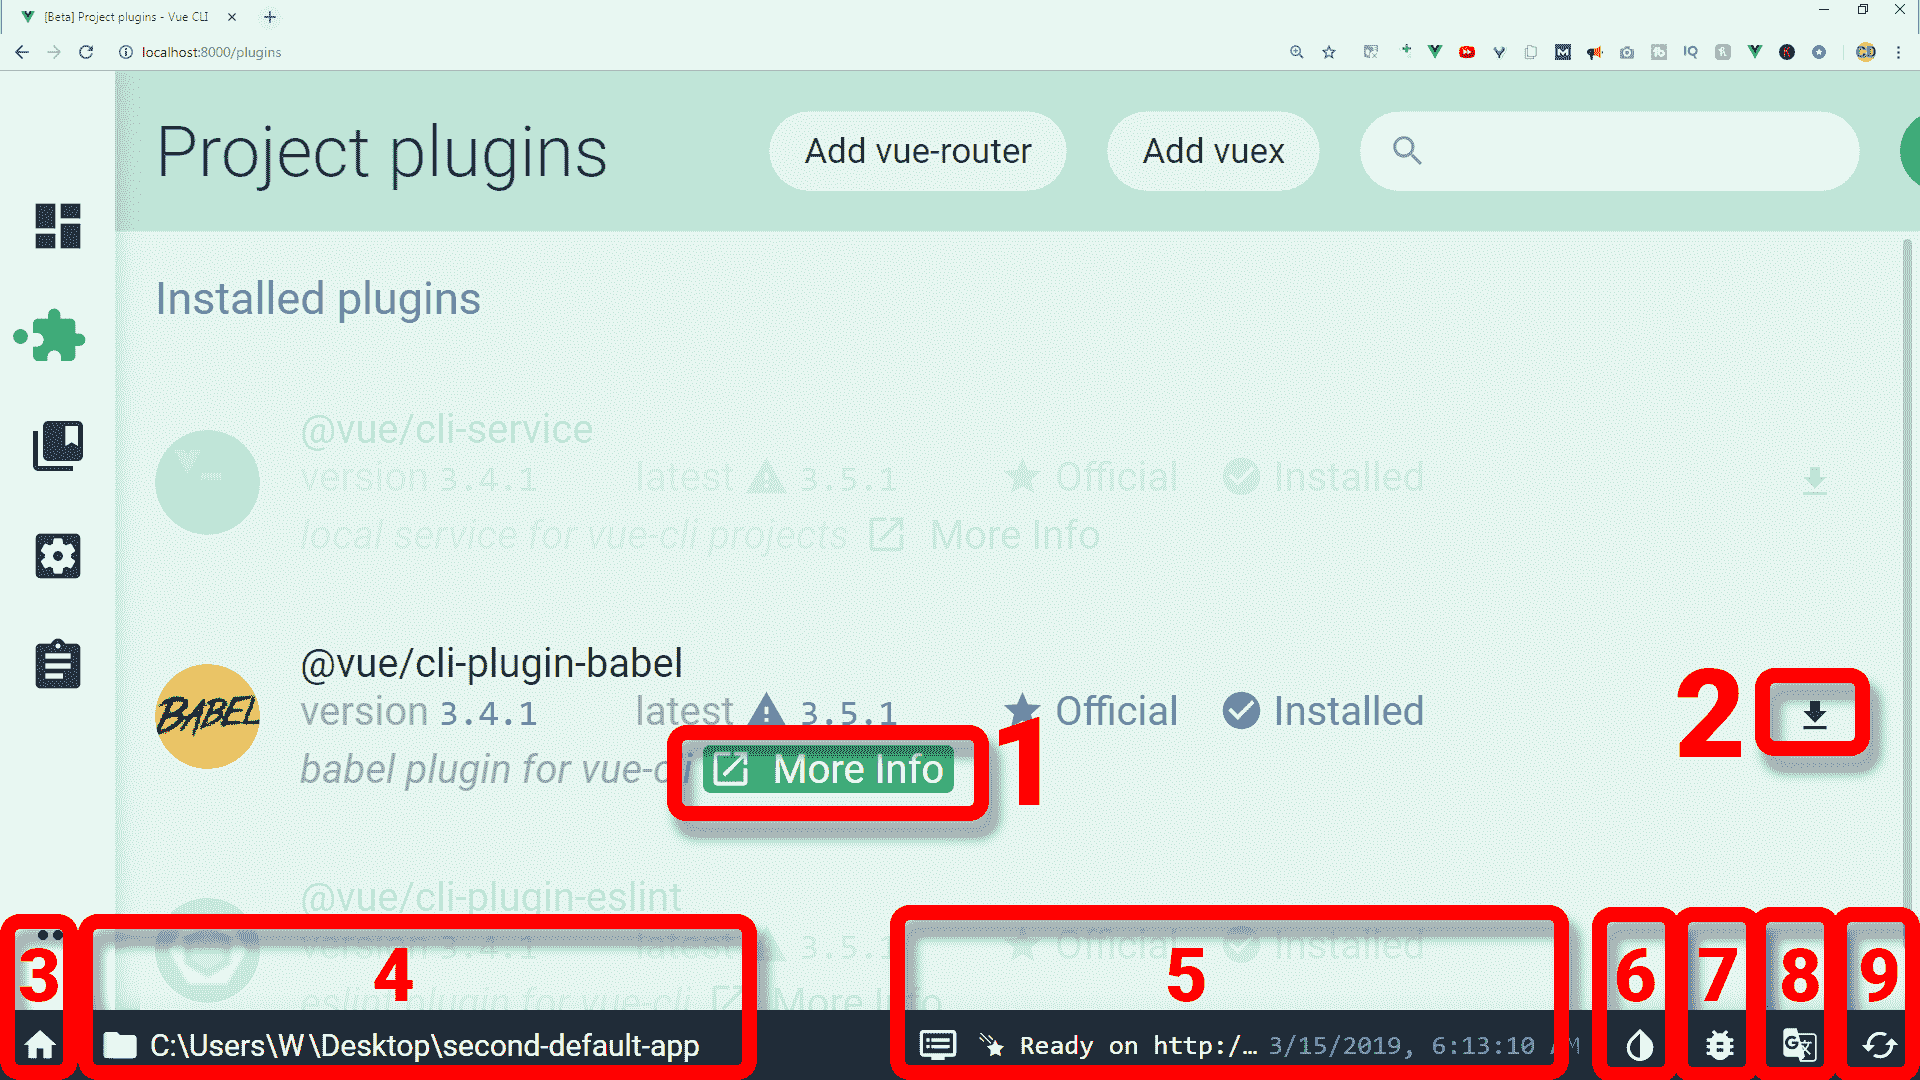 [Beta] Project plugins - Vue CLI
localhost:8000/plugins
Project plugins
Add vue-router
Add vuex
Installed plugins
@vue/cli-service
version 3.4.1 latest 3.5.1 Official Installed
local service for vue-cli projects More Info
@vue/cli-plugin-babel
BABEL
version 3.4.1 latest 3.5.1 Official Installed
babel plugin for vue-cli More Info
1
2
@vue/cli-plugin-eslint
version 3.4.1 latest 3.5.1 Official Installed
eslint plugin for vue-cli More Info
3
4
5
6
7
8
9
C:\Users\W\Desktop\second-default-app
Ready on http:/… 3/15/2019, 6:13:10 AM